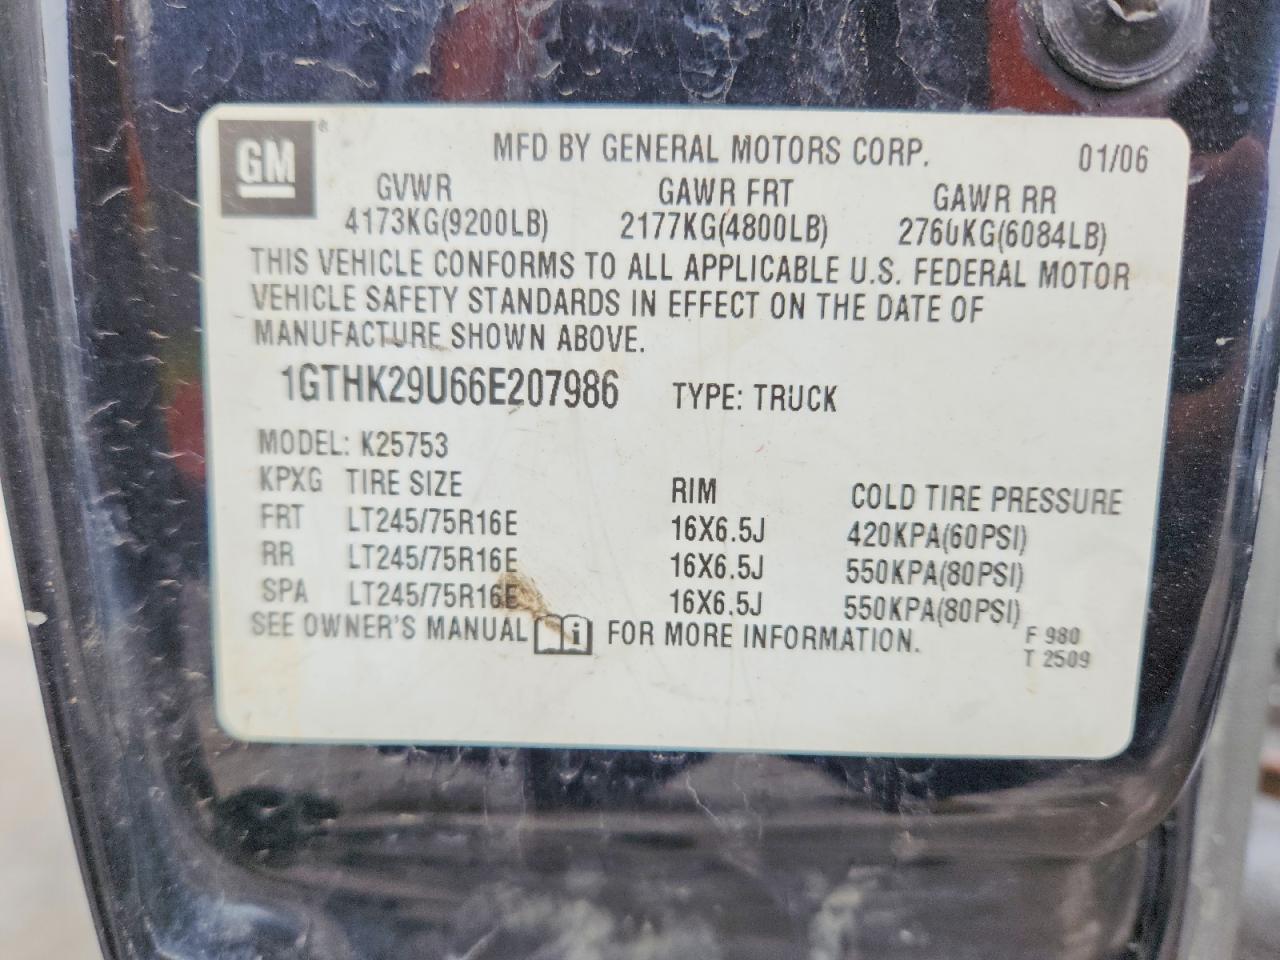 GM ®
MFD BY GENERAL MOTORS CORP. 01/06
GVWR GAWR FRT GAWR RR
4173KG(9200LB) 2177KG(4800LB) 2760KG(6084LB)
THIS VEHICLE CONFORMS TO ALL APPLICABLE U.S. FEDERAL MOTOR
VEHICLE SAFETY STANDARDS IN EFFECT ON THE DATE OF
MANUFACTURE SHOWN ABOVE.
1GTHK29U66E207986 TYPE: TRUCK
MODEL: K25753
KPXG TIRE SIZE RIM COLD TIRE PRESSURE
FRT LT245/75R16E 16X6.5J 420KPA(60PSI)
RR LT245/75R16E 16X6.5J 550KPA(80PSI)
SPA LT245/75R16E 16X6.5J 550KPA(80PSI)
SEE OWNER'S MANUAL i FOR MORE INFORMATION.
F 980
T 2509